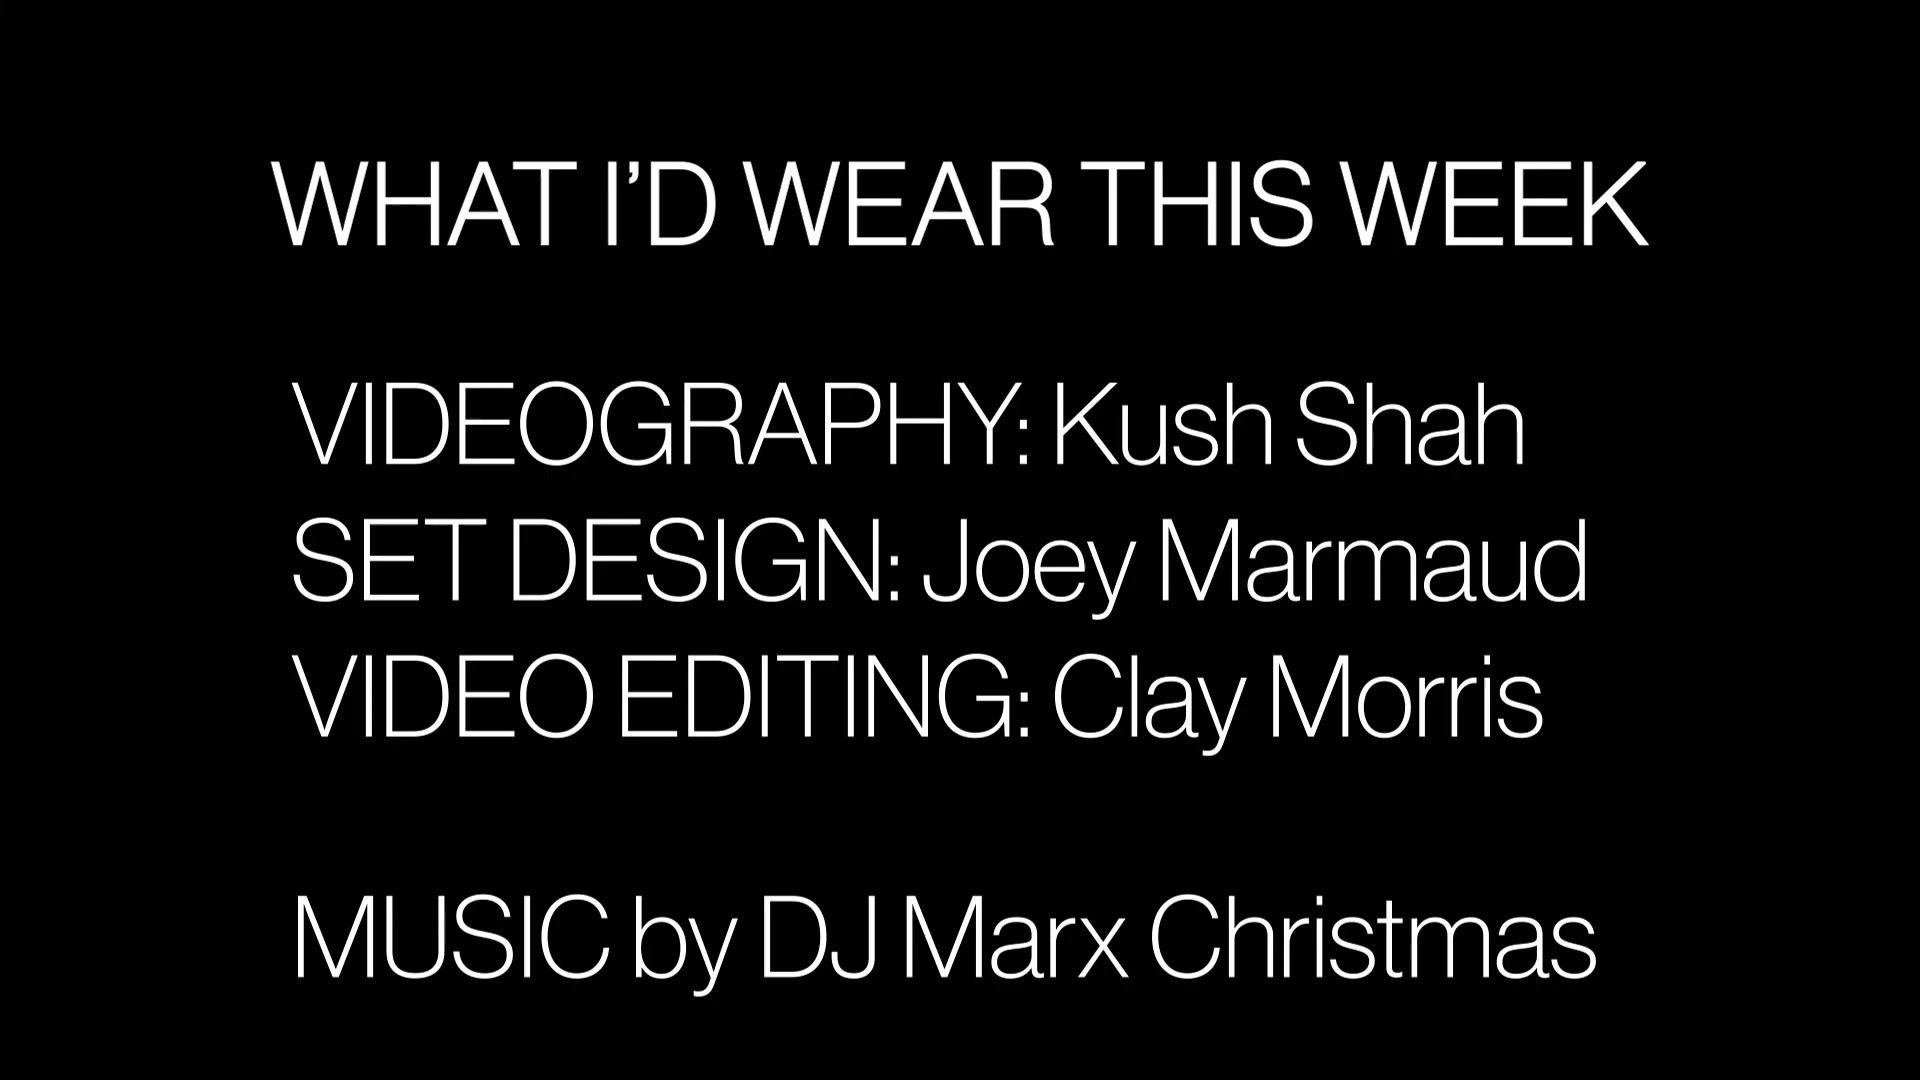 WHAT I’D WEAR THIS WEEK
VIDEOGRAPHY: Kush Shah
SET DESIGN: Joey Marmaud
VIDEO EDITING: Clay Morris
MUSIC by DJ Marx Christmas